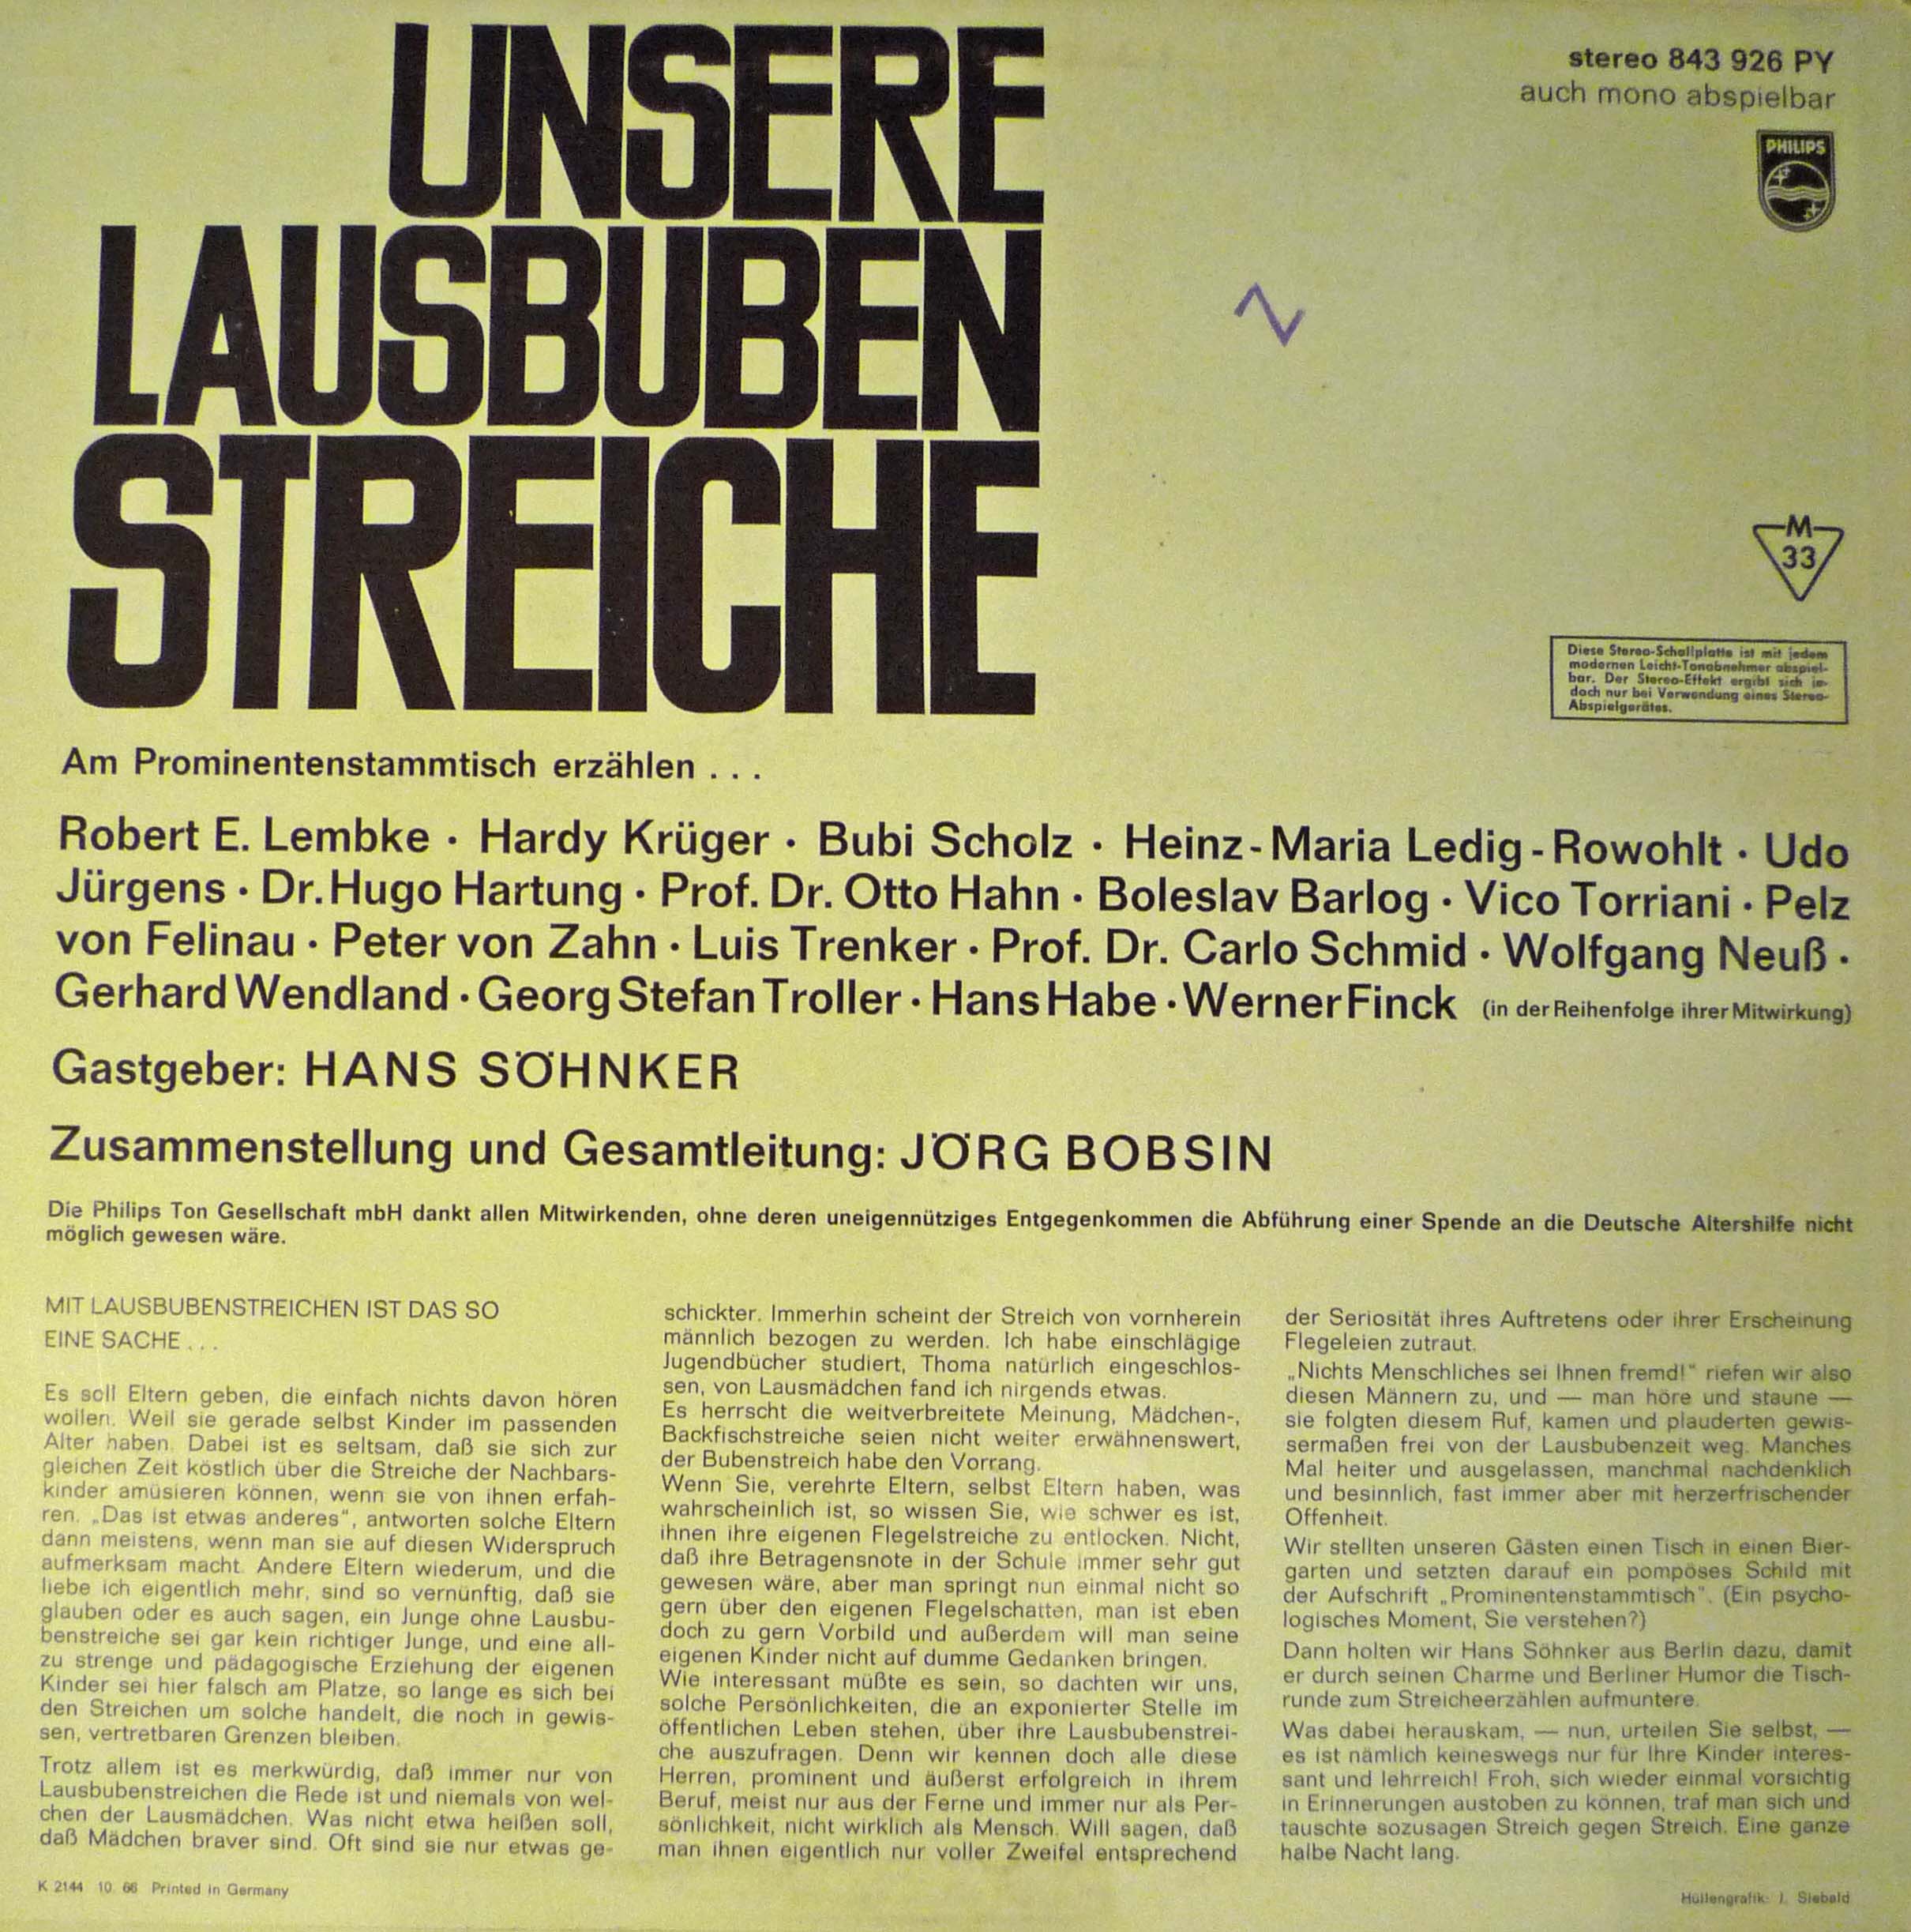 UNSERE
LAUSBUBEN
STREICHE
stereo 843 926 PY
auch mono abspielbar
PHILIPS
M
33
Diese Stereo-Schallplatte ist mit jedem
modernen Leicht-Tonabnehmer abspiel-
bar. Der Stereo-Effekt ergibt sich je-
doch nur bei Verwendung eines Stereo-
Abspielgerätes.
Am Prominentenstammtisch erzählen . . .
Robert E. Lembke · Hardy Krüger · Bubi Scholz · Heinz-Maria Ledig-Rowohlt · Udo
Jürgens · Dr. Hugo Hartung · Prof. Dr. Otto Hahn · Boleslav Barlog · Vico Torriani · Pelz
von Felinau · Peter von Zahn · Luis Trenker · Prof. Dr. Carlo Schmid · Wolfgang Neuß ·
Gerhard Wendland · Georg Stefan Troller · Hans Habe · Werner Finck (in der Reihenfolge ihrer Mitwirkung)
Gastgeber: HANS SÖHNKER
Zusammenstellung und Gesamtleitung: JÖRG BOBSIN
Die Philips Ton Gesellschaft mbH dankt allen Mitwirkenden, ohne deren uneigennütziges Entgegenkommen die Abführung einer Spende an die Deutsche Altershilfe nicht
möglich gewesen wäre.
MIT LAUSBUBENSTREICHEN IST DAS SO
EINE SACHE . . .
Es soll Eltern geben, die einfach nichts davon hören
wollen. Weil sie gerade selbst Kinder im passenden
Alter haben. Dabei ist es seltsam, daß sie sich zur
gleichen Zeit köstlich über die Streiche der Nachbars-
kinder amüsieren können, wenn sie von ihnen erfah-
ren. „Das ist etwas anderes“, antworten solche Eltern
dann meistens, wenn man sie auf diesen Widerspruch
aufmerksam macht. Andere Eltern wiederum, und die
liebe ich eigentlich mehr, sind so vernünftig, daß sie
glauben oder es auch sagen, ein Junge ohne Lausbu-
benstreiche sei gar kein richtiger Junge, und eine all-
zu strenge und pädagogische Erziehung der eigenen
Kinder sei hier falsch am Platze, so lange es sich bei
den Streichen um solche handelt, die noch in gewis-
sen, vertretbaren Grenzen bleiben.
Trotz allem ist es merkwürdig, daß immer nur von
Lausbubenstreichen die Rede ist und niemals von wel-
chen der Lausmädchen. Was nicht etwa heißen soll,
daß Mädchen braver sind. Oft sind sie nur etwas ge-
schickter. Immerhin scheint der Streich von vornherein
männlich bezogen zu werden. Ich habe einschlägige
Jugendbücher studiert, Thoma natürlich eingeschlos-
sen, von Lausmädchen fand ich nirgends etwas.
Es herrscht die weitverbreitete Meinung, Mädchen-,
Backfischstreiche seien nicht weiter erwähnenswert,
der Bubenstreich habe den Vorrang.
Wenn Sie, verehrte Eltern, selbst Eltern haben, was
wahrscheinlich ist, so wissen Sie, wie schwer es ist,
ihnen ihre eigenen Flegelstreiche zu entlocken. Nicht,
daß ihre Betragensnote in der Schule immer sehr gut
gewesen wäre, aber man springt nun einmal nicht so
gern über den eigenen Flegelschatten, man ist eben
doch zu gern Vorbild und außerdem will man seine
eigenen Kinder nicht auf dumme Gedanken bringen.
Wie interessant müßte es sein, so dachten wir uns,
solche Persönlichkeiten, die an exponierter Stelle im
öffentlichen Leben stehen, über ihre Lausbubenstrei-
che auszufragen. Denn wir kennen doch alle diese
Herren, prominent und äußerst erfolgreich in ihrem
Beruf, meist nur aus der Ferne und immer nur als Per-
sönlichkeit, nicht wirklich als Mensch. Will sagen, daß
man ihnen eigentlich nur voller Zweifel entsprechend
der Seriosität ihres Auftretens oder ihrer Erscheinung
Flegeleien zutraut.
„Nichts Menschliches sei Ihnen fremd!“ riefen wir also
diesen Männern zu, und — man höre und staune —
sie folgten diesem Ruf, kamen und plauderten gewis-
sermaßen frei von der Lausbubenzeit weg. Manches
Mal heiter und ausgelassen, manchmal nachdenklich
und besinnlich, fast immer aber mit herzerfrischender
Offenheit.
Wir stellten unseren Gästen einen Tisch in einen Bier-
garten und setzten darauf ein pompöses Schild mit
der Aufschrift „Prominentenstammtisch“. (Ein psycho-
logisches Moment, Sie verstehen?)
Dann holten wir Hans Söhnker aus Berlin dazu, damit
er durch seinen Charme und Berliner Humor die Tisch-
runde zum Streicheerzählen aufmuntere.
Was dabei herauskam, — nun, urteilen Sie selbst, —
es ist nämlich keineswegs nur für Ihre Kinder interes-
sant und lehrreich! Froh, sich wieder einmal vorsichtig
in Erinnerungen austoben zu können, traf man sich und
tauschte sozusagen Streich gegen Streich. Eine ganze
halbe Nacht lang.
K 2144 10. 66 Printed in Germany
Hüllengrafik: J. Siebald